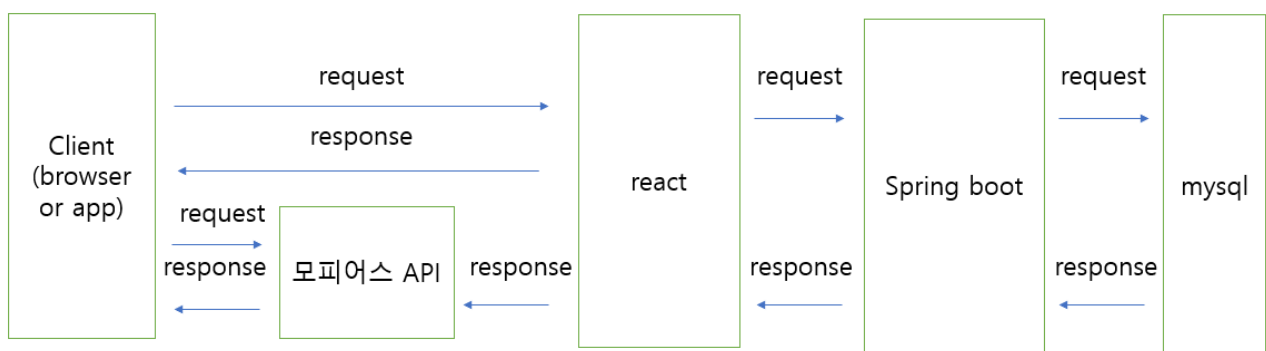 request
request
request
response
Client
(browser
or app)
react
Spring boot
mysql
request
response
모피어스 API
response
response
response